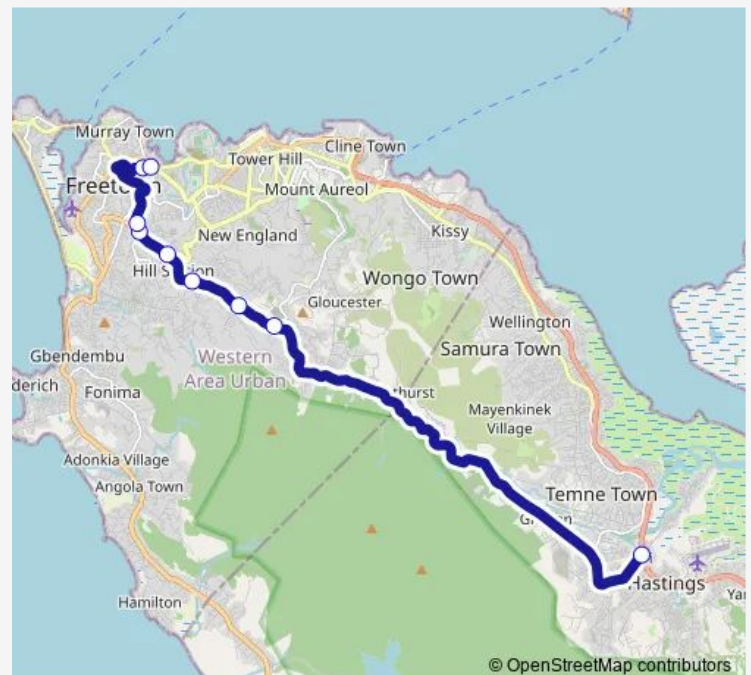 Murray Town
Cline Town
Tower Hill
Freetown
Mount Aureol
Kissy
New England
Hill Station
Wongo Town
Gloucester
Wellington
Samura Town
Gbendembu
Western
Area Urban
derich
Fonima
thurst
Mayenkinek
Village
Adonkia Village
Angola Town
Temne Town
Hamilton
Hastings
Ya
© OpenStreetMap contributors